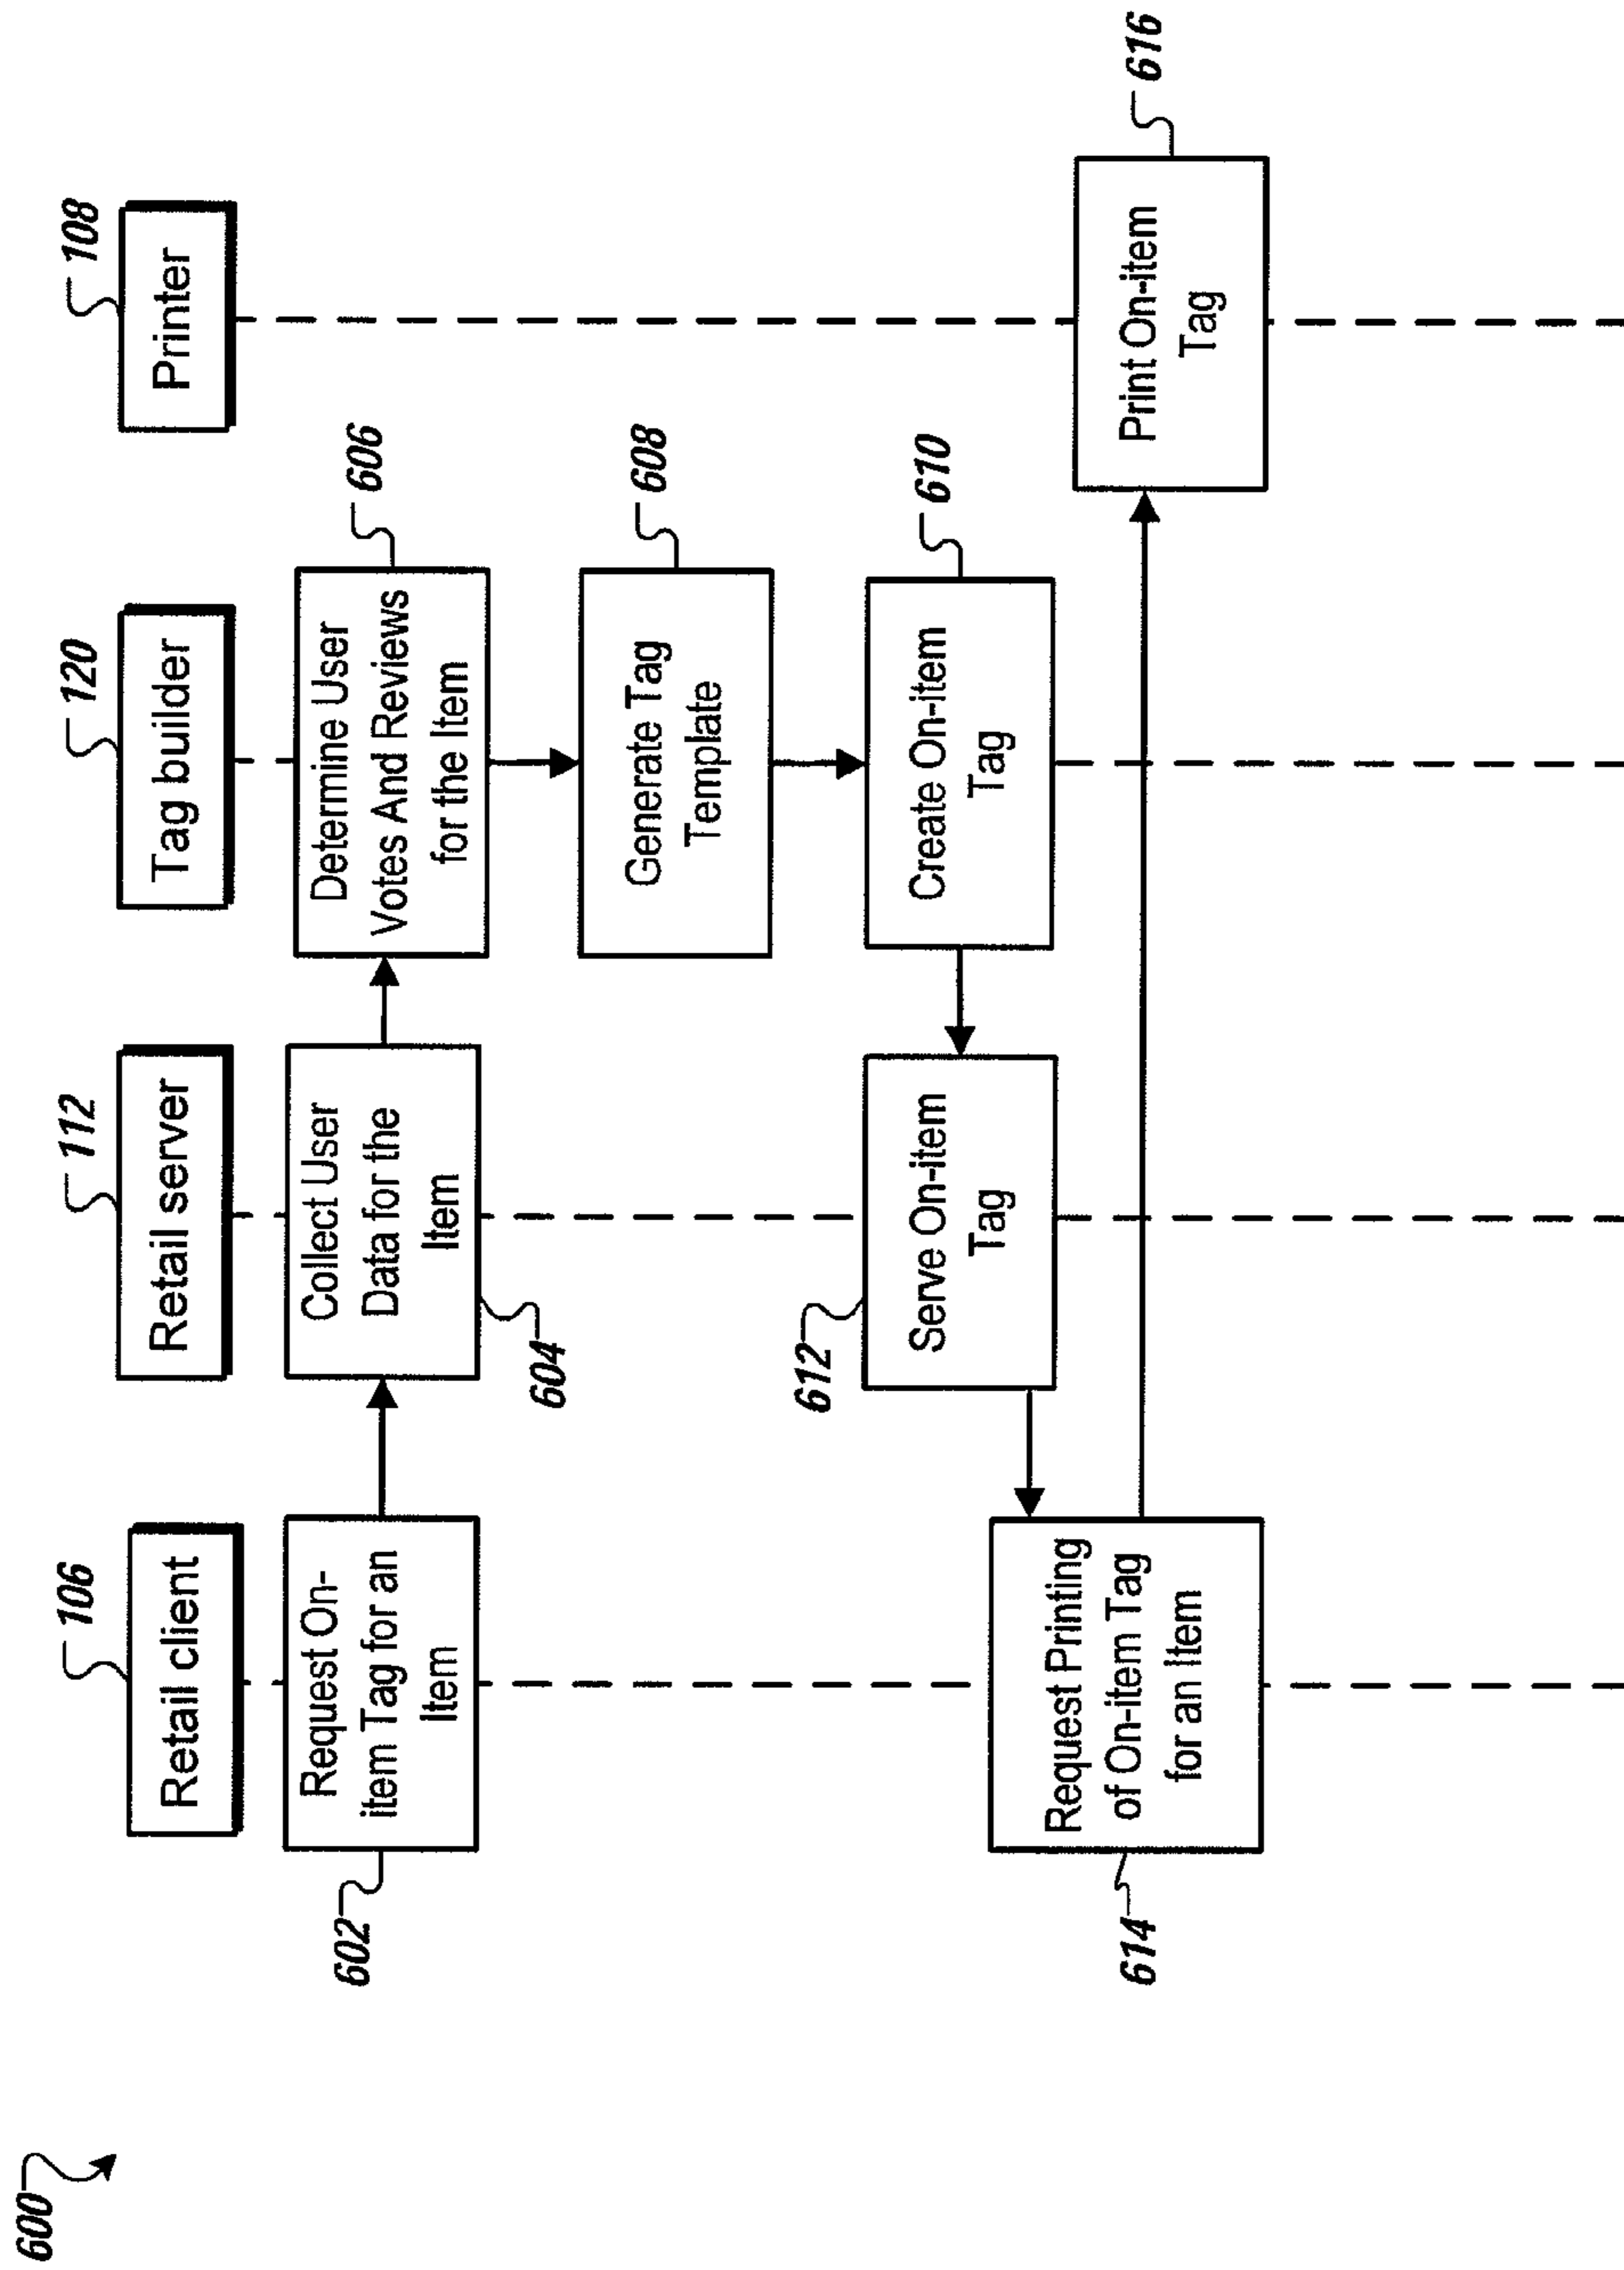 600
106
Retail client
112
Retail server
120
Tag builder
108
Printer
602
Request On-
item Tag for an
Item
Collect User
Data for the
Item
604
Determine User
Votes And Reviews
for the Item
606
Generate Tag
Template
608
Create On-item
Tag
610
612
Serve On-item
Tag
614
Request Printing
of On-item Tag
for an Item
Print On-item
Tag
616